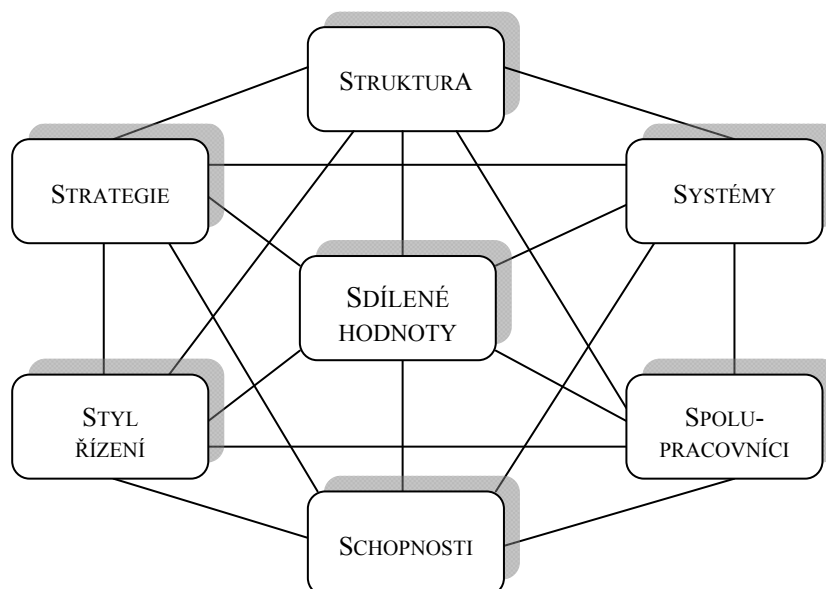 STRUKTURA
STRATEGIE
SYSTÉMY
SDÍLENÉ
HODNOTY
STYL
ŘÍZENÍ
SPOLU-
PRACOVNÍCI
SCHOPNOSTI